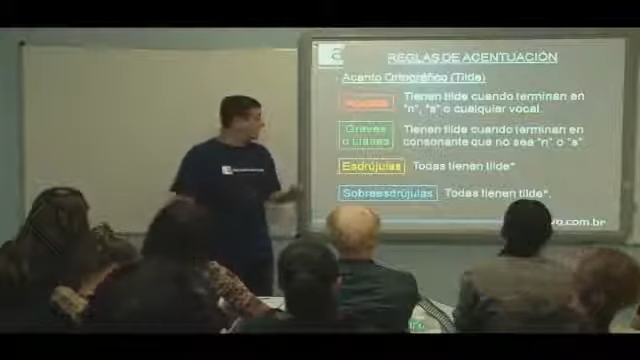 REGLAS DE ACENTUACIÓN
Acento Ortográfico (Tilde)
Agudas
Tienen tilde cuando terminan en
"n", "s" o cualquier vocal.
Graves
o Llanas
Tienen tilde cuando terminan en
consonante que no sea "n" o "s".
Esdrújulas
Todas tienen tilde*
Sobreesdrújulas
Todas tienen tilde*.
vo.com.br